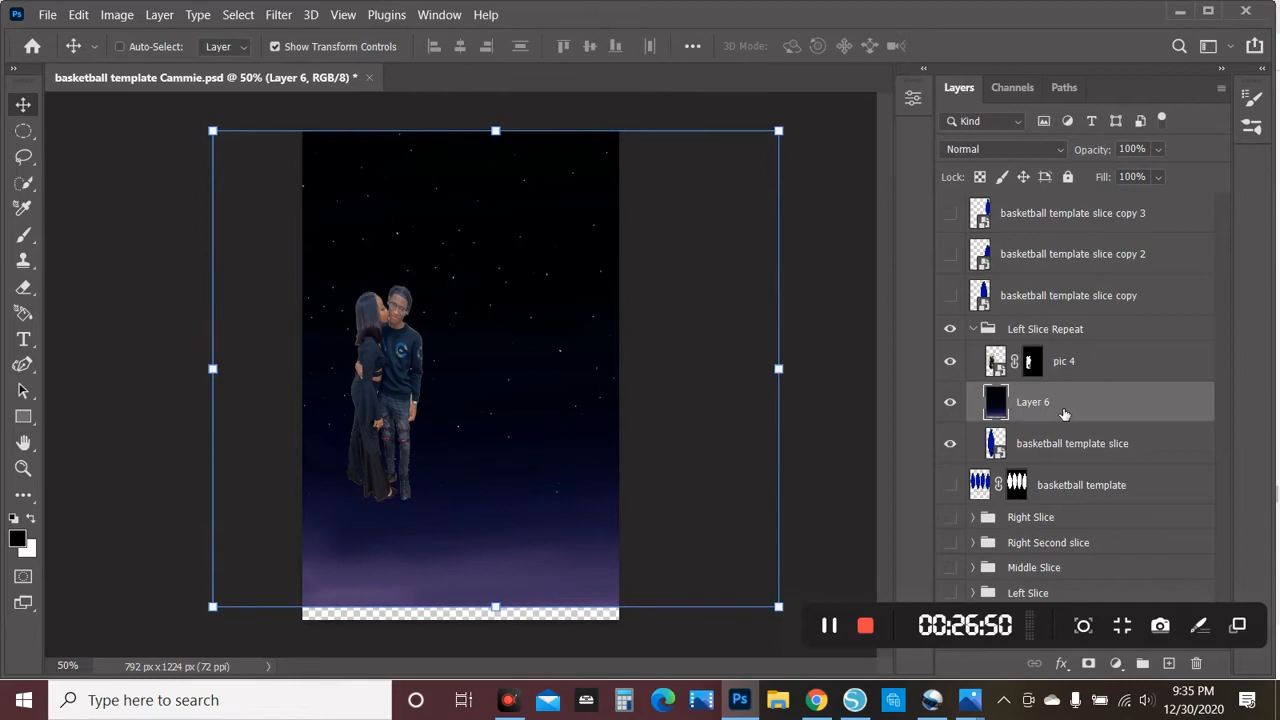 Ps File Edit Image Layer Type Select Filter 3D View Plugins Window Help
Auto-Select: Layer Show Transform Controls 3D Mode:
basketball template Cammie.psd @ 50% (Layer 6, RGB/8) *
Layers Channels Paths
Kind
Normal Opacity: 100%
Lock: Fill: 100%
basketball template slice copy 3
basketball template slice copy 2
basketball template slice copy
Left Slice Repeat
pic 4
Layer 6
basketball template slice
basketball template
Right Slice
Right Second slice
Middle Slice
Left Slice
00:26:50
50% 792 px x 1224 px (72 ppi)
Type here to search
Ps
9:35 PM
12/30/2020